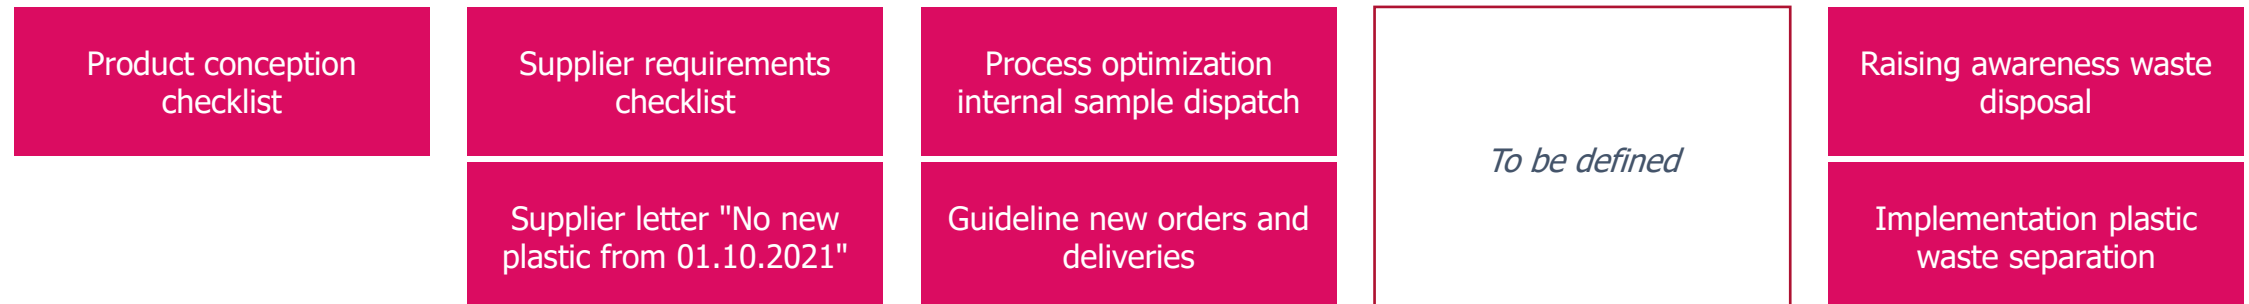 Product conception
checklist
Supplier requirements
checklist
Process optimization
internal sample dispatch
To be defined
Raising awareness waste
disposal
Supplier letter "No new
plastic from 01.10.2021"
Guideline new orders and
deliveries
Implementation plastic
waste separation